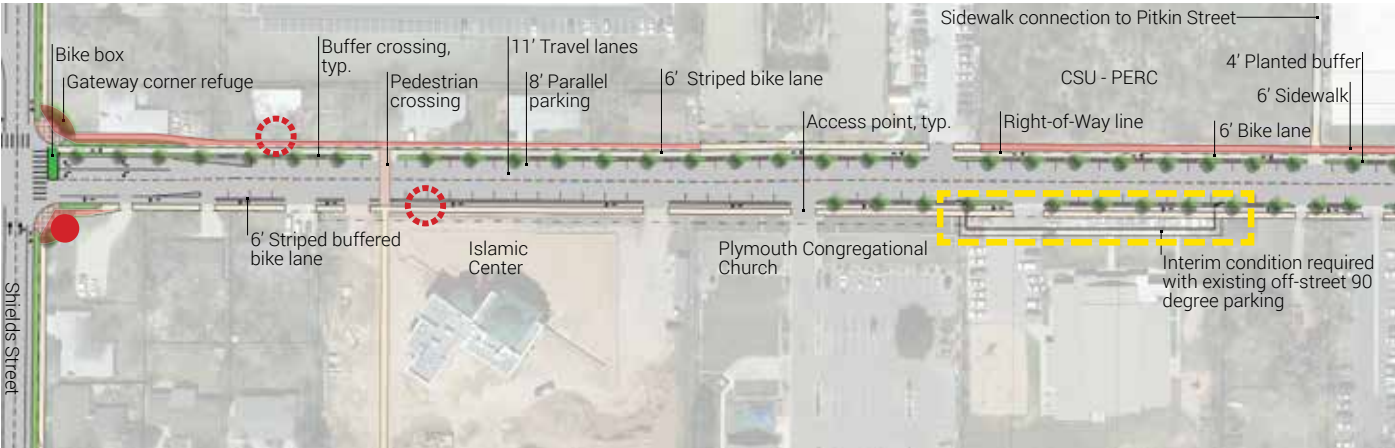 Sidewalk connection to Pitkin Street
Bike box
Gateway corner refuge
Buffer crossing,
typ.
Pedestrian
crossing
11' Travel lanes
8' Parallel
parking
6' Striped bike lane
Access point, typ.
CSU - PERC
Right-of-Way line
4' Planted buffer
6' Sidewalk
6' Bike lane
6' Striped buffered
bike lane
Islamic
Center
Plymouth Congregational
Church
Interim condition required
with existing off-street 90
degree parking
Shields Street